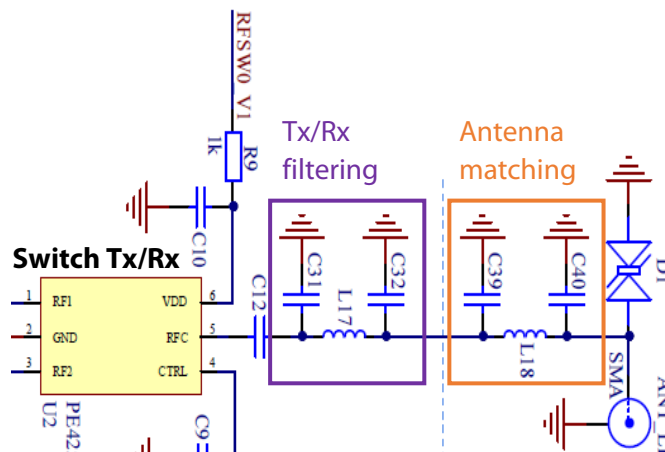 RFSW0_V1
R9
1k
Tx/Rx
filtering
Antenna
matching
C10
Switch Tx/Rx
C31
C32
C39
C40
D1
C12
L17
L18
1
RF1
VDD
6
2
GND
RFC
5
3
RF2
CTRL
4
U2
PE42
C9
SMA